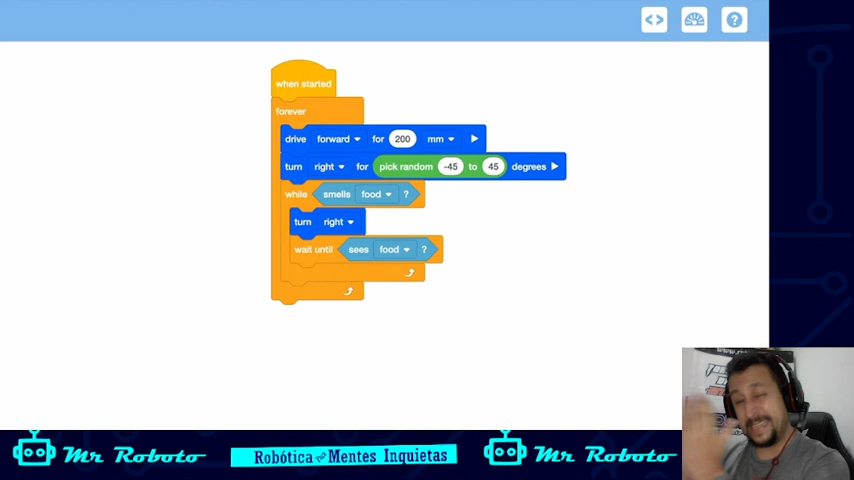 when started
forever
drive forward for 200 mm
turn right for pick random -45 to 45 degrees
while smells food ?
turn right
wait until sees food ?
Mr Roboto Robótica Para Mentes Inquietas Mr Roboto